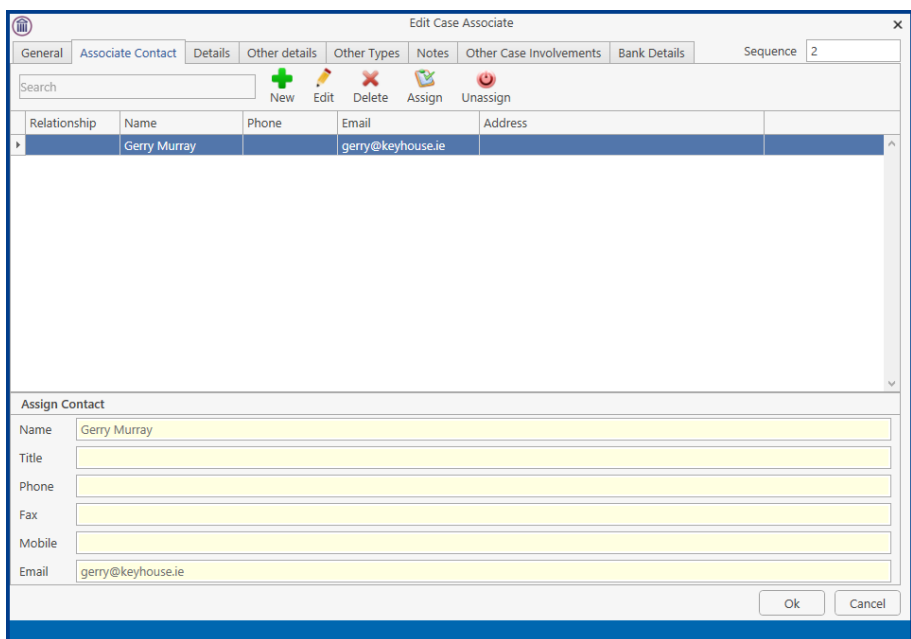 Edit Case Associate
General Associate Contact Details Other details Other Types Notes Other Case Involvements Bank Details Sequence 2
Search New Edit Delete Assign Unassign
Relationship Name Phone Email Address
Gerry Murray gerry@keyhouse.ie
Assign Contact
Name Gerry Murray
Title
Phone
Fax
Mobile
Email gerry@keyhouse.ie
Ok Cancel